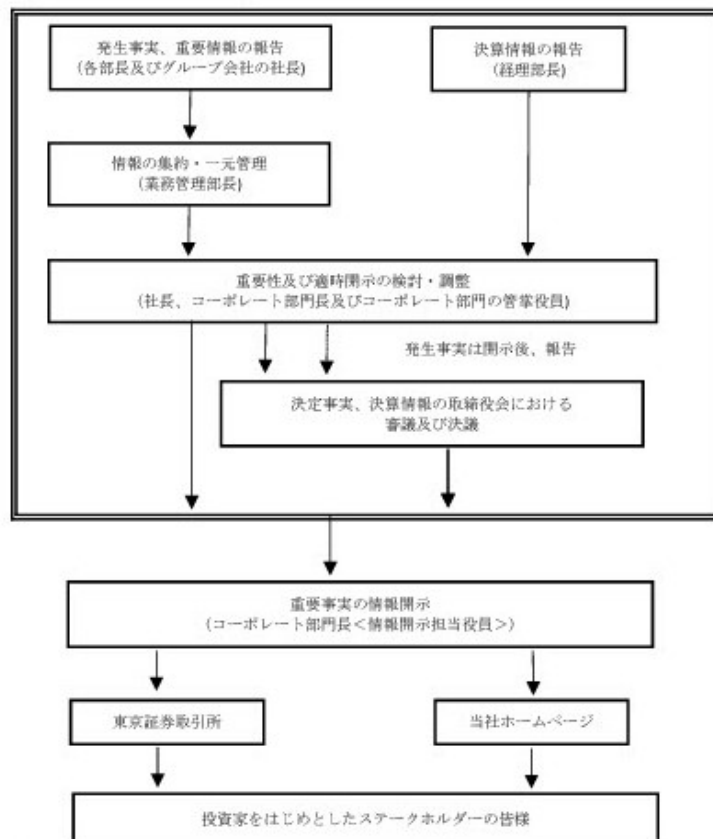 発生事実、重要情報の報告
（各部長及びグループ会社の社長）
決算情報の報告
（経理部長）
情報の集約・一元管理
（業務管理部長）
重要性及び適時開示の検討・調整
（社長、コーポレート部門長及びコーポレート部門の管掌役員）
発生事実は開示後、報告
決定事実、決算情報の取締役会における
審議及び決議
重要事実の情報開示
（コーポレート部門長＜情報開示担当役員＞）
東京証券取引所
当社ホームページ
投資家をはじめとしたステークホルダーの皆様